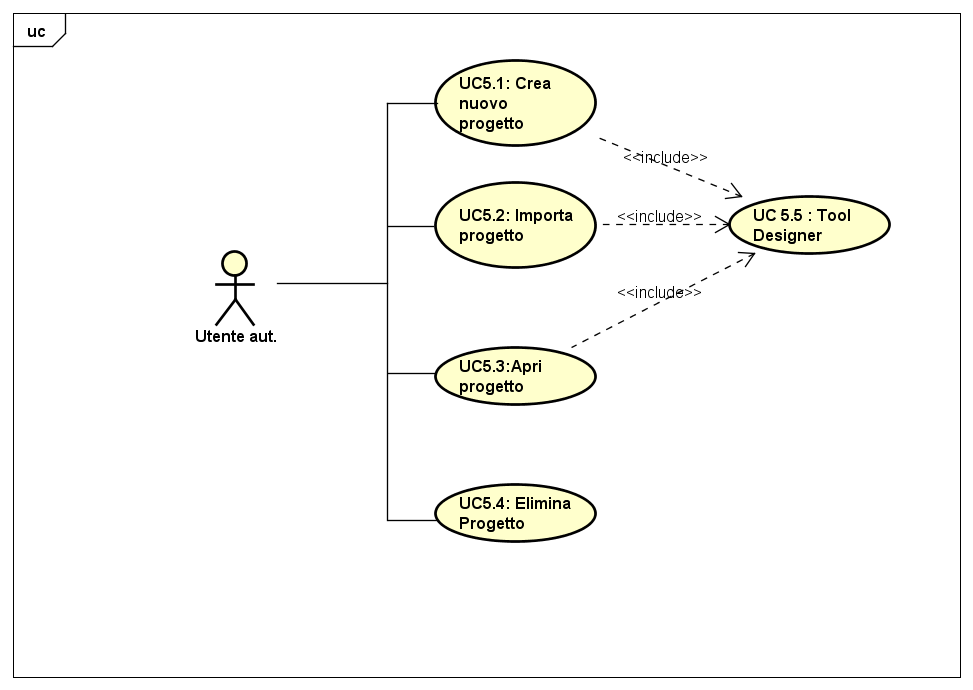 uc
UC5.1: Crea
nuovo
progetto
<<include>>
UC5.2: Importa
progetto
<<include>>
UC 5.5 : Tool
Designer
<<include>>
Utente aut.
UC5.3:Apri
progetto
UC5.4: Elimina
Progetto